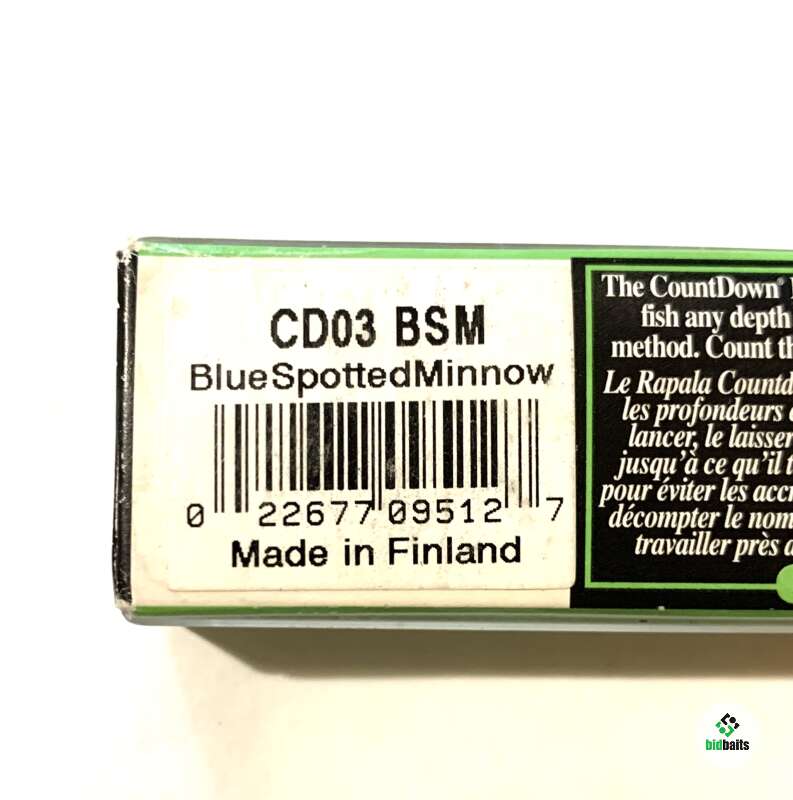 CD03 BSM
BlueSpottedMinnow
0 22677 09512 7
Made in Finland
The CountDown®
fish any depth
method. Count th
Le Rapala Countd
les profondeurs
lancer, le laisser
jusqu'à ce qu'il t
pour éviter les accr
décompter le nom
travailler près d
bidbaits